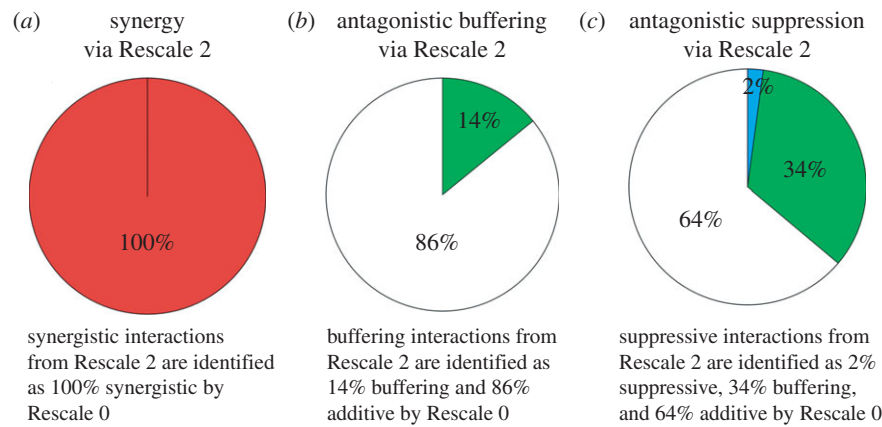 (a) synergy
via Rescale 2
100%
synergistic interactions
from Rescale 2 are identified
as 100% synergistic by
Rescale 0
(b) antagonistic buffering
via Rescale 2
14%
86%
buffering interactions from
Rescale 2 are identified as
14% buffering and 86%
additive by Rescale 0
(c) antagonistic suppression
via Rescale 2
2%
34%
64%
suppressive interactions from
Rescale 2 are identified as 2%
suppressive, 34% buffering,
and 64% additive by Rescale 0